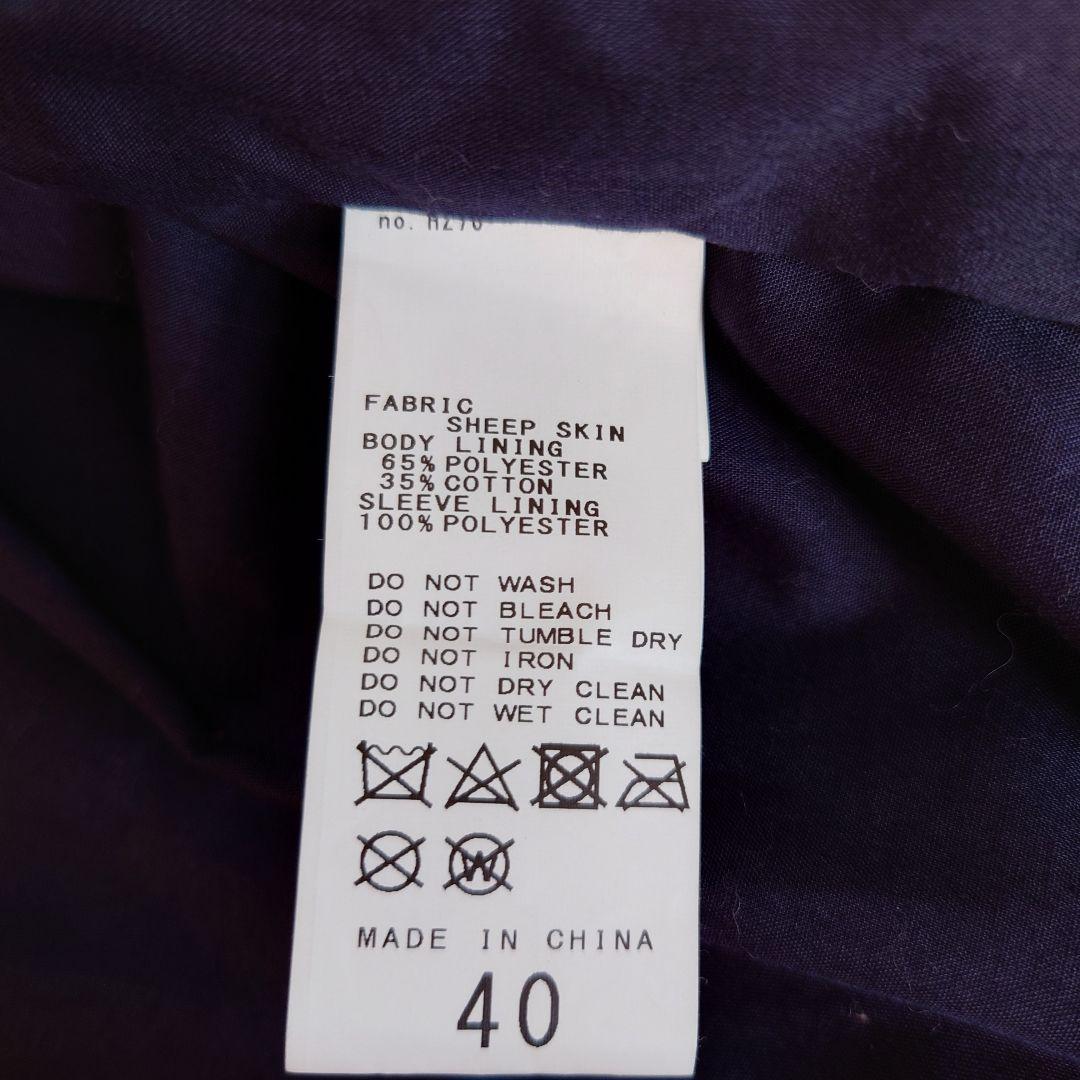 no.
FABRIC
SHEEP SKIN
BODY LINING
65% POLYESTER
35% COTTON
SLEEVE LINING
100% POLYESTER
DO NOT WASH
DO NOT BLEACH
DO NOT TUMBLE DRY
DO NOT IRON
DO NOT DRY CLEAN
DO NOT WET CLEAN
W
MADE IN CHINA
40